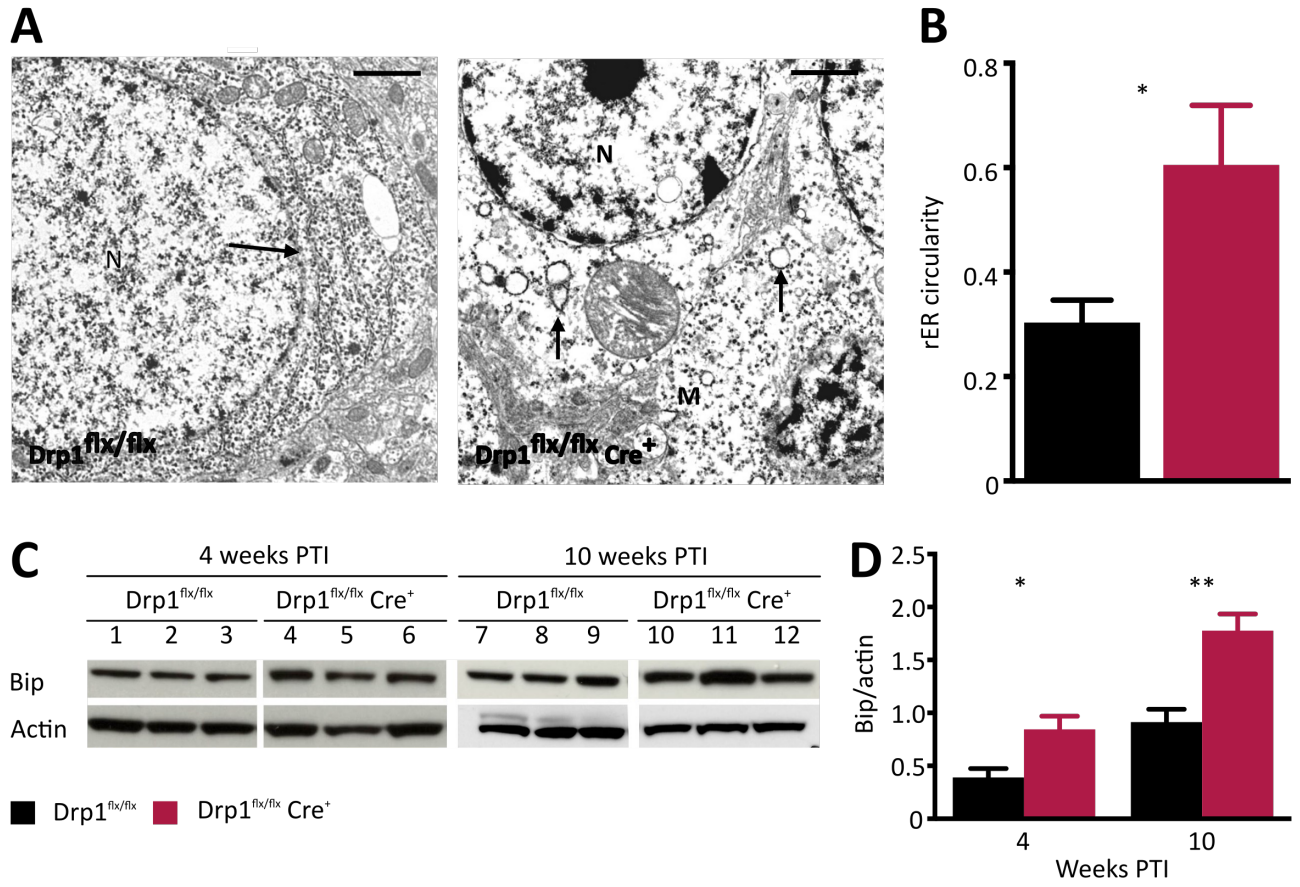 A
N
Drp1flx/flx
N
M
Drp1flx/flx Cre+
B
0.8
0.6
0.4
0.2
0
rER circularity
*
C
4 weeks PTI
10 weeks PTI
Drp1flx/flx
Drp1flx/flx Cre+
Drp1flx/flx
Drp1flx/flx Cre+
1 2 3 4 5 6 7 8 9 10 11 12
Bip
Actin
Drp1flx/flx
Drp1flx/flx Cre+
D
2.5
2.0
1.5
1.0
0.5
0
Bip/actin
*
**
4
10
Weeks PTI